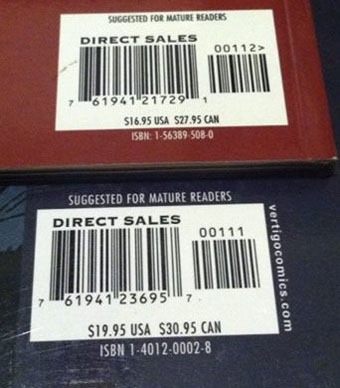 SUGGESTED FOR MATURE READERS
DIRECT SALES
00112>
7 61941 21729 1
$16.95 USA $27.95 CAN
ISBN: 1-56389-508-0
SUGGESTED FOR MATURE READERS
DIRECT SALES
00111
7 61941 23695 7
$19.95 USA $30.95 CAN
ISBN 1-4012-0002-8
vertigocomics.com